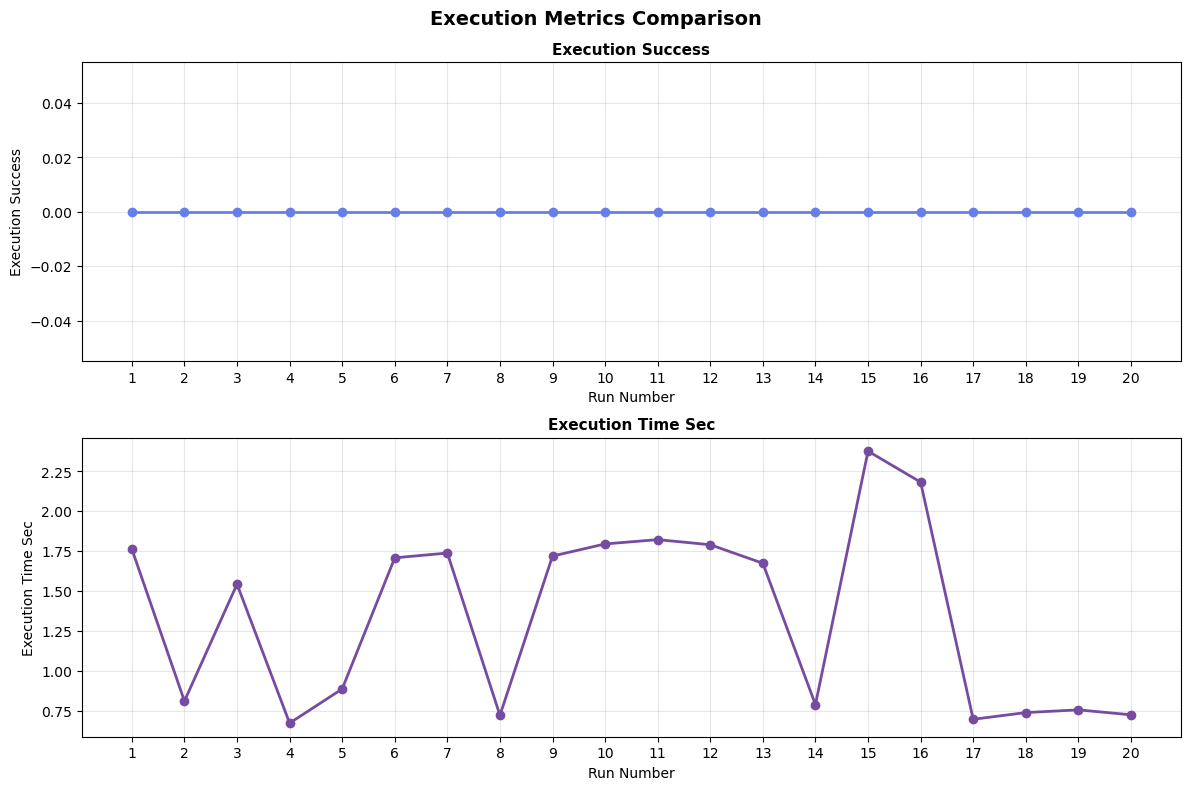 Execution Metrics Comparison
Execution Success
Execution Success
0.04
0.02
0.00
−0.02
−0.04
1 2 3 4 5 6 7 8 9 10 11 12 13 14 15 16 17 18 19 20
Run Number
Execution Time Sec
Execution Time Sec
2.25
2.00
1.75
1.50
1.25
1.00
0.75
1 2 3 4 5 6 7 8 9 10 11 12 13 14 15 16 17 18 19 20
Run Number